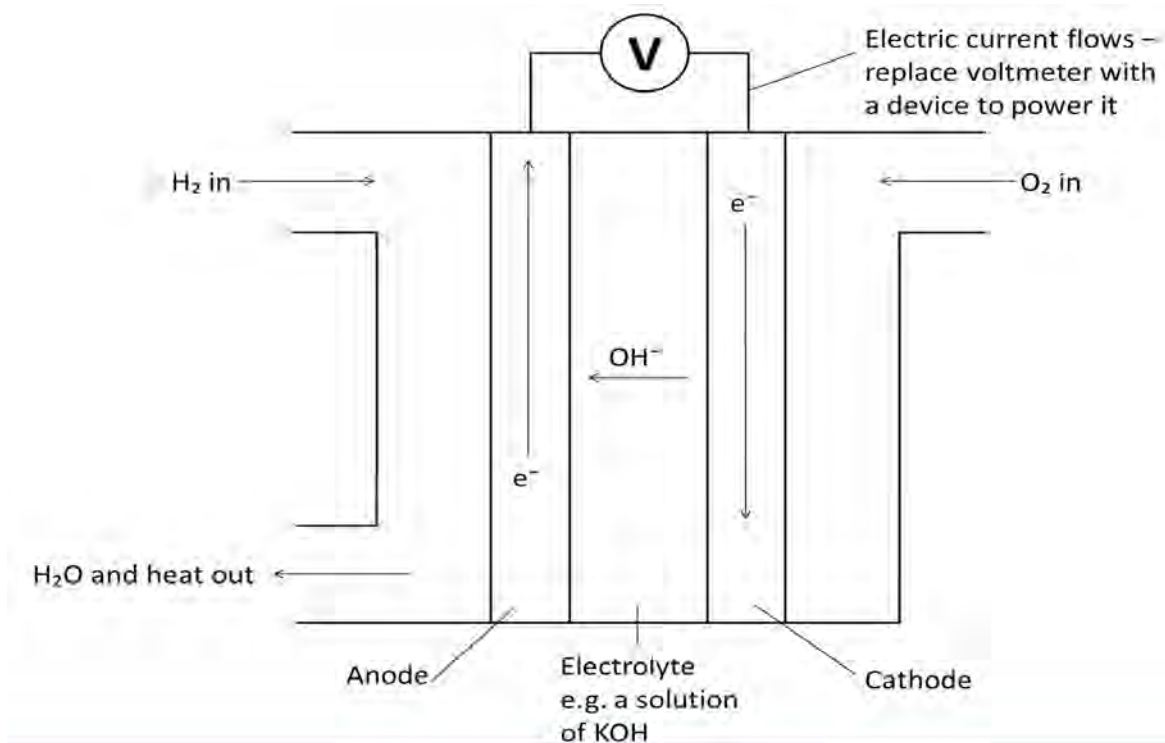 V
Electric current flows –
replace voltmeter with
a device to power it
H₂ in
O₂ in
e⁻
OH⁻
e⁻
H₂O and heat out
Anode
Electrolyte
e.g. a solution
of KOH
Cathode